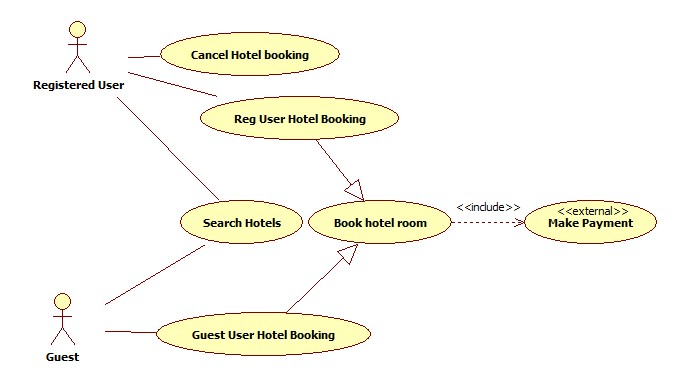 Cancel Hotel booking
Registered User
Reg User Hotel Booking
<<include>>
<<external>>
Search Hotels
Book hotel room
Make Payment
Guest User Hotel Booking
Guest